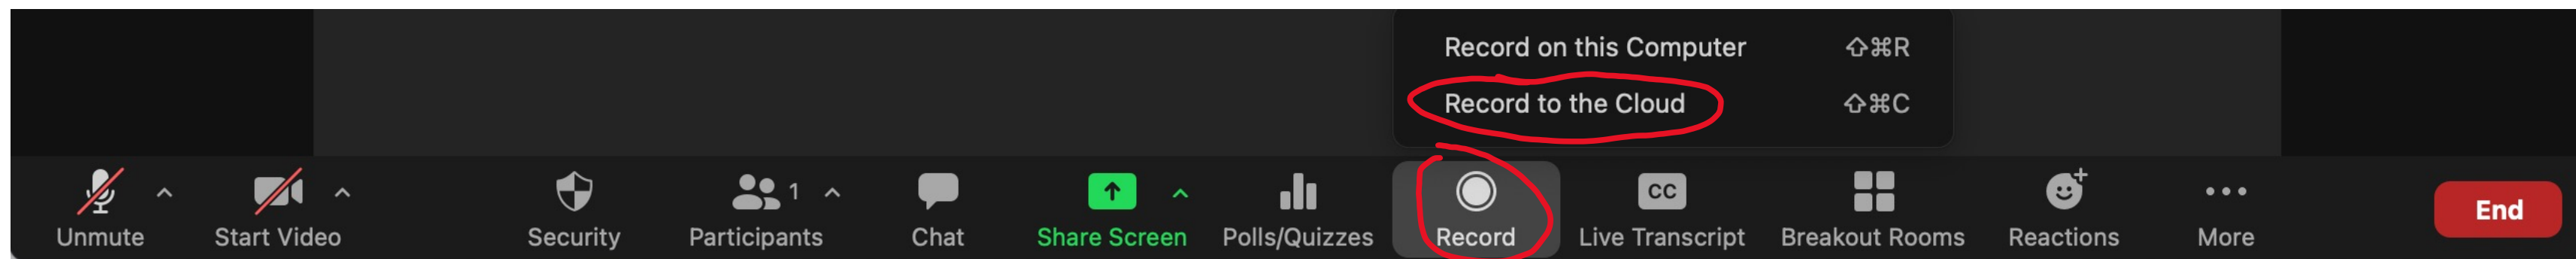 Record on this Computer ⇧⌘R
Record to the Cloud ⇧⌘C
1
CC
Unmute Start Video Security Participants Chat Share Screen Polls/Quizzes Record Live Transcript Breakout Rooms Reactions More End